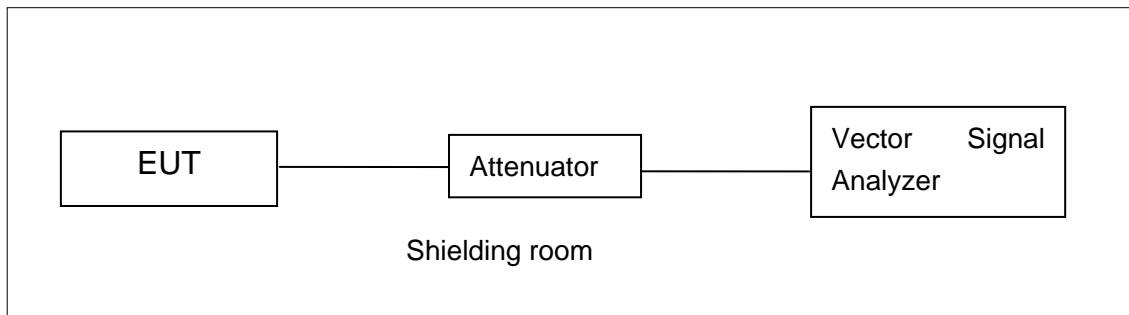 EUT
Attenuator
Vector Signal
Analyzer
Shielding room